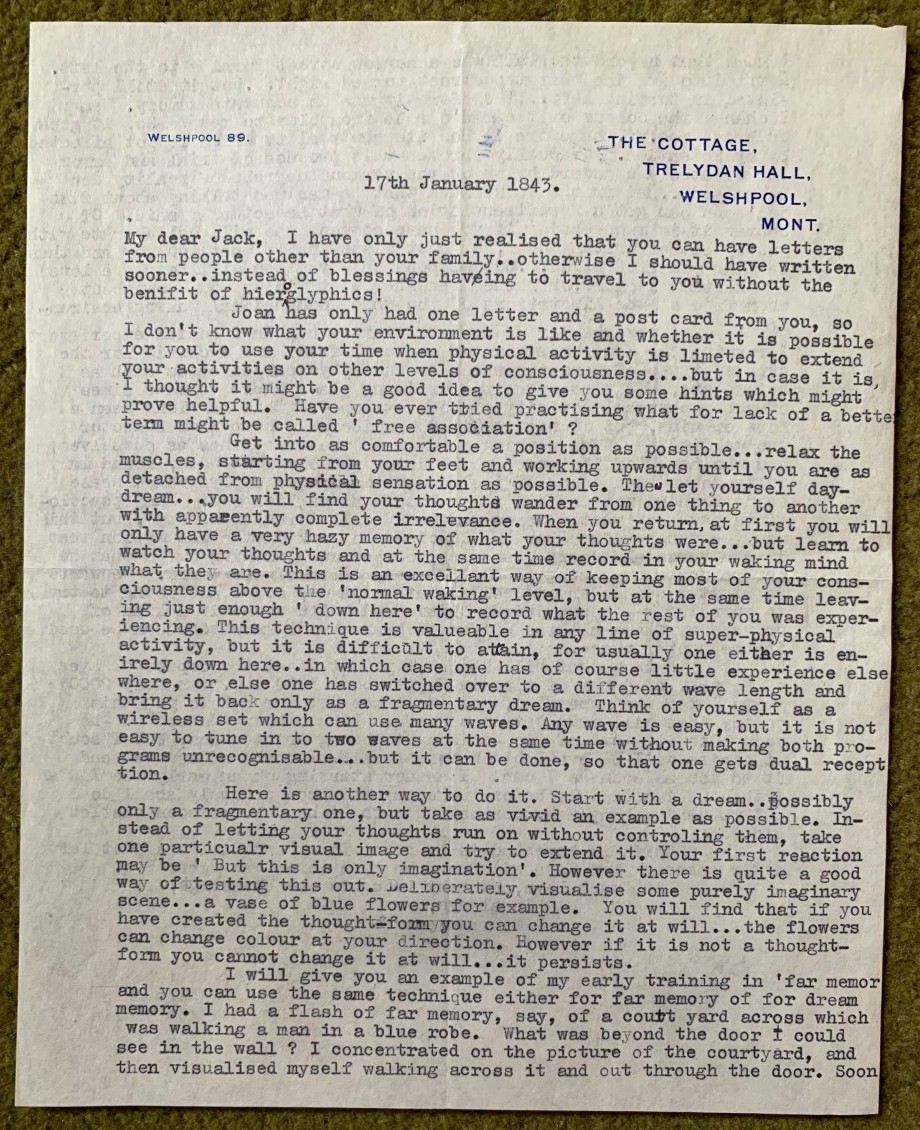 WELSHPOOL 89.
THE COTTAGE,
TRELYDAN HALL,
WELSHPOOL,
MONT.
17th January 1843.
My dear Jack,  I have only just realised that you can have letters
from people other than your family..otherwise I should have written
sooner..instead of blessings haveing to travel to you without the
benifit of hieroglyphics!
Joan has only had one letter and a post card from you, so
I don't know what your environment is like and whether it is possible
for you to use your time when physical activity is limeted to extend
your activities on other levels of consciousness....but in case it is,
I thought it might be a good idea to give you some hints which might
prove helpful.  Have you ever tried practising what for lack of a bette
term might be called ' free association' ?
Get into as comfortable a position as possible...relax the
muscles, starting from your feet and working upwards until you are as
detached from physical sensation as possible. Then let yourself day-
dream...you will find your thoughts wander from one thing to another
with apparently complete irrelevance. When you return, at first you will
only have a very hazy memory of what your thoughts were...but learn to
watch your thoughts and at the same time record in your waking mind
what they are. This is an excellant way of keeping most of your cons-
ciousness above the 'normal waking' level, but at the same time leav-
ing just enough ' down here' to record what the rest of you was exper-
iencing. This technique is valueable in any line of super-physical
activity, but it is difficult to attain, for usually one either is en-
irely down here..in which case one has of course little experience else
where, or else one has switched over to a different wave length and
bring it back only as a fragmentary dream.  Think of yourself as a
wireless set which can use many waves. Any wave is easy, but it is not
easy to tune in to two waves at the same time without making both pro-
grams unrecognisable....but it can be done, so that one gets dual recept
tion.
Here is another way to do it. Start with a dream..possibly
only a fragmentary one, but take as vivid an example as possible. In-
stead of letting your thoughts run on without controling them, take
one particualr visual image and try to extend it. Your first reaction
may be ' But this is only imagination'. However there is quite a good
way of testing this out. Deliberately visualise some purely imaginary
scene...a vase of blue flowers for example.  You will find that if you
have created the thought-form you can change it at will...the flowers
can change colour at your direction. However if it is not a thought-
form you cannot change it at will...it persists.
I will give you an example of my early training in 'far memor
and you can use the same technique either for far memory of for dream
memory. I had a flash of far memory, say, of a court yard across which
was walking a man in a blue robe.  What was beyond the door I could
see in the wall ? I concentrated on the picture of the courtyard, and
then visualised myself walking across it and out through the door. Soon